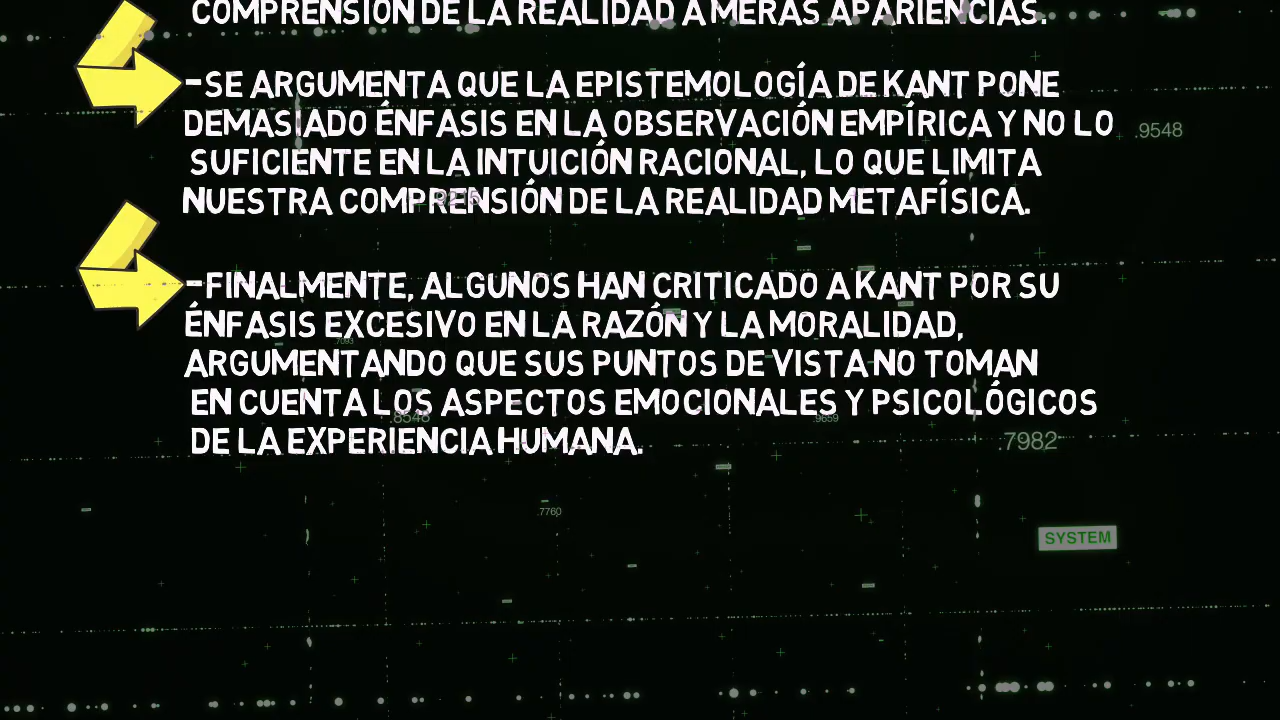 COMPRENSIÓN DE LA REALIDAD A MERAS APARIENCIAS.
-SE ARGUMENTA QUE LA EPISTEMOLOGÍA DE KANT PONE
.9548
DEMASIADO ÉNFASIS EN LA OBSERVACIÓN EMPÍRICA Y NO LO
SUFICIENTE EN LA INTUICIÓN RACIONAL, LO QUE LIMITA
NUESTRA COMPRENSIÓN DE LA REALIDAD METAFÍSICA.
-FINALMENTE, ALGUNOS HAN CRITICADO A KANT POR SU
ÉNFASIS EXCESIVO EN LA RAZÓN Y LA MORALIDAD,
ARGUMENTANDO QUE SUS PUNTOS DE VISTA NO TOMAN
EN CUENTA LOS ASPECTOS EMOCIONALES Y PSICOLÓGICOS
.8548
.9659
DE LA EXPERIENCIA HUMANA.
.7982
.7760
SYSTEM